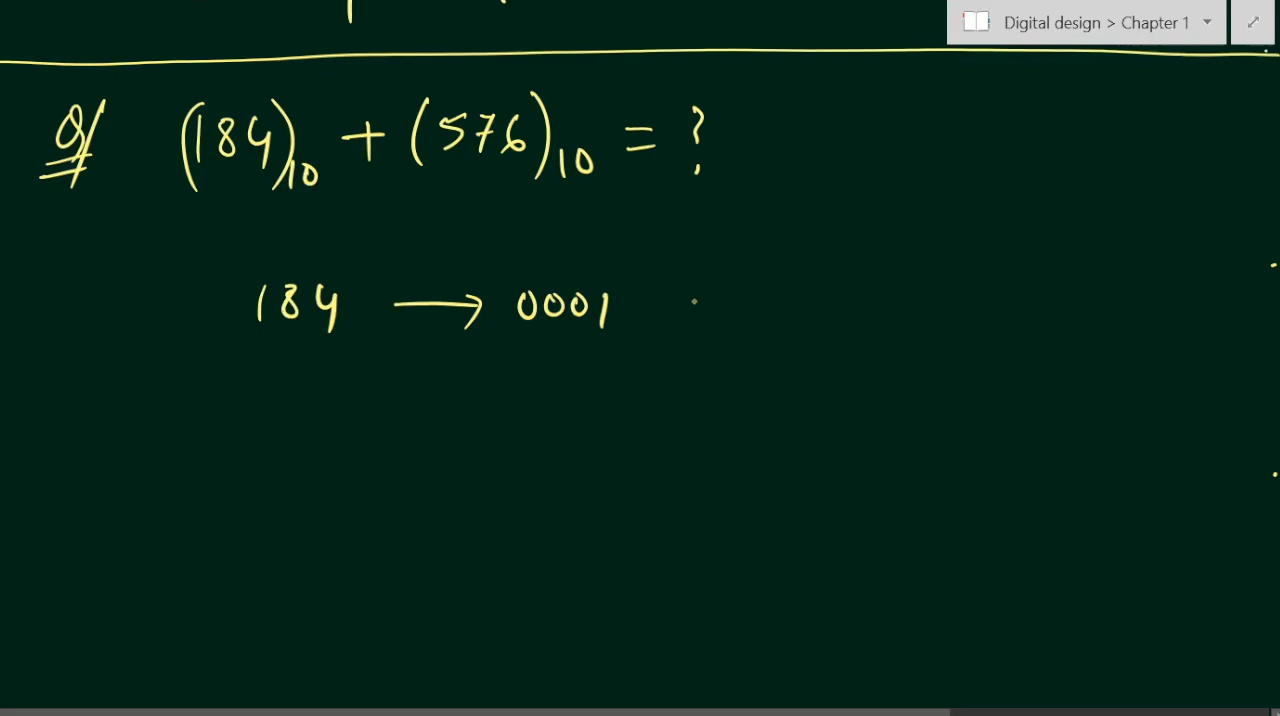 Digital design > Chapter 1
Q/ (184)₁₀ + (576)₁₀ = ?
184 ⟶ 0001